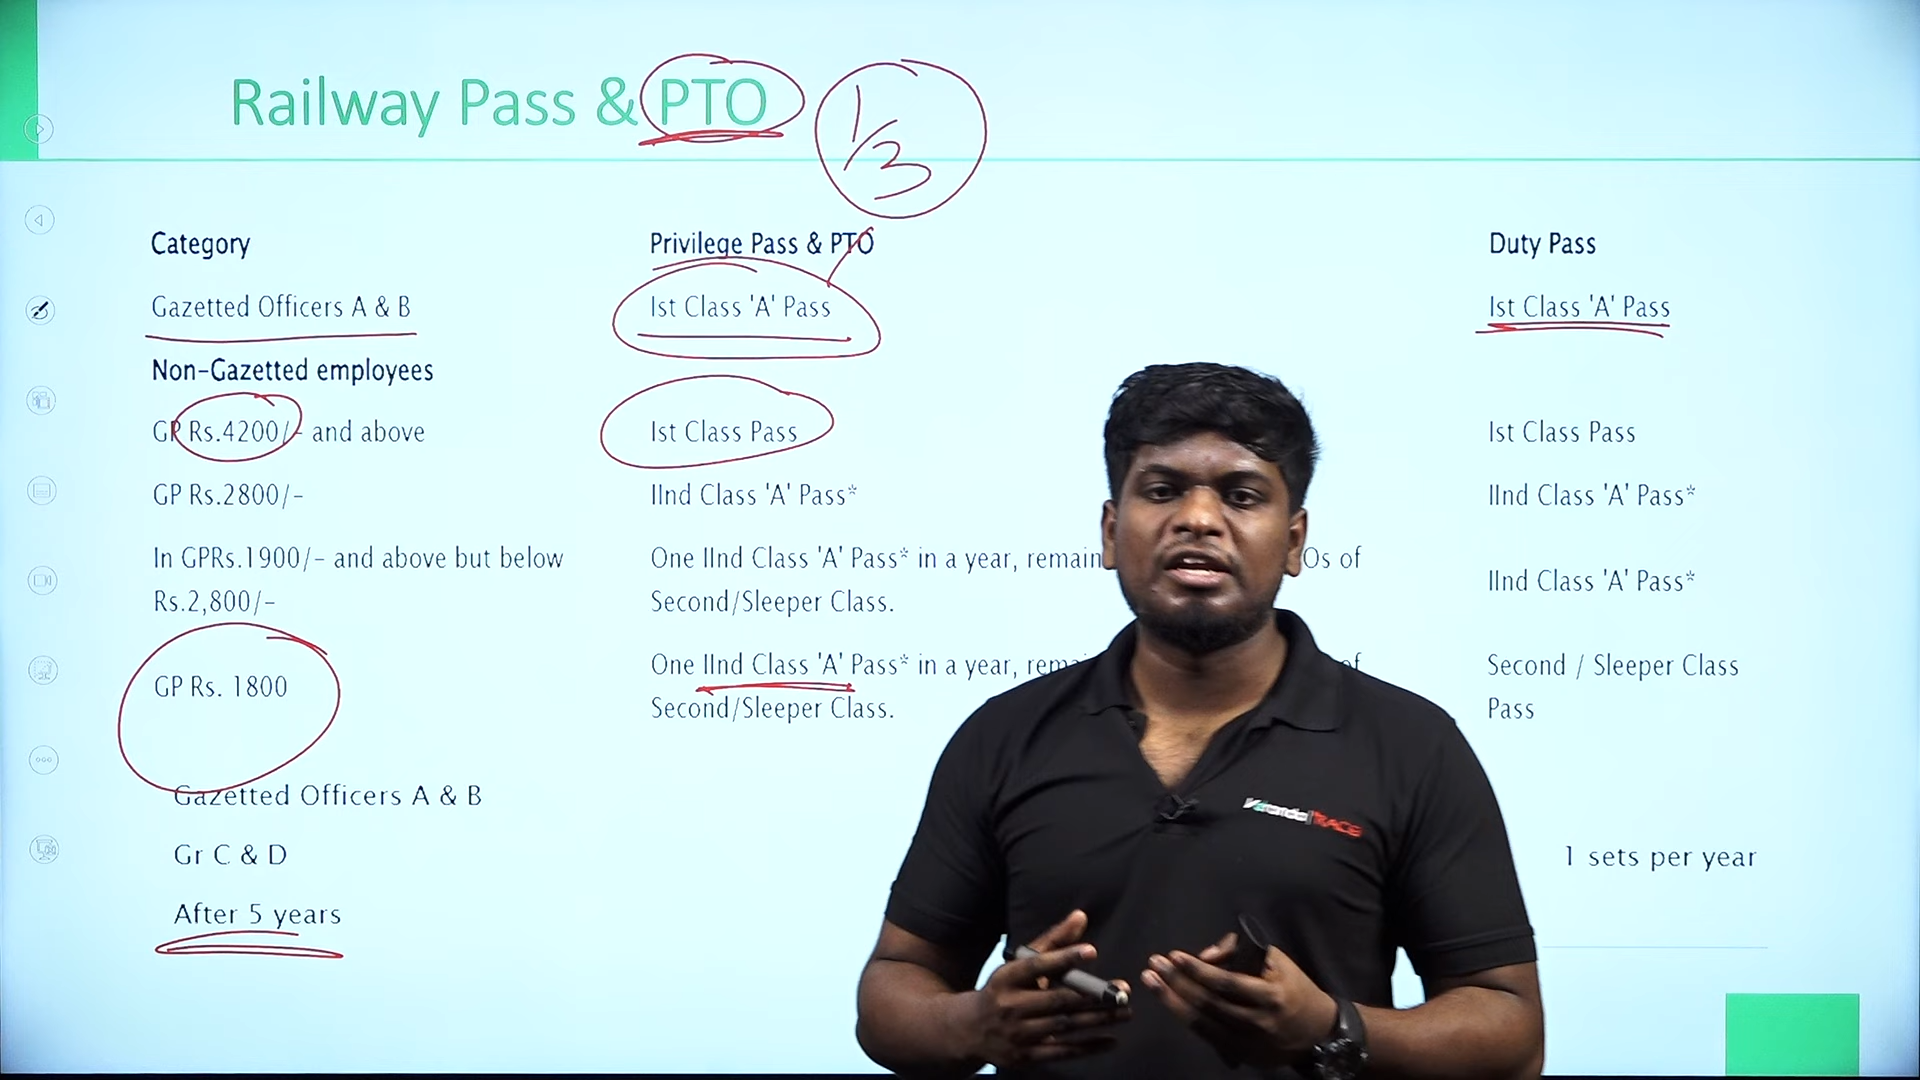 Railway Pass & PTO
1/3
Category
Privilege Pass & PTO
Duty Pass
Gazetted Officers A & B
Ist Class 'A' Pass
Ist Class 'A' Pass
Non-Gazetted employees
GP Rs.4200/- and above
Ist Class Pass
Ist Class Pass
GP Rs.2800/-
IInd Class 'A' Pass*
IInd Class 'A' Pass*
In GPRs.1900/- and above but below
Rs.2,800/-
One IInd Class 'A' Pass* in a year, remain Os of
Second/Sleeper Class.
IInd Class 'A' Pass*
GP Rs. 1800
One IInd Class 'A' Pass* in a year, of
Second/Sleeper Class.
Second / Sleeper Class
Pass
Gazetted Officers A & B
Gr C & D
1 sets per year
After 5 years